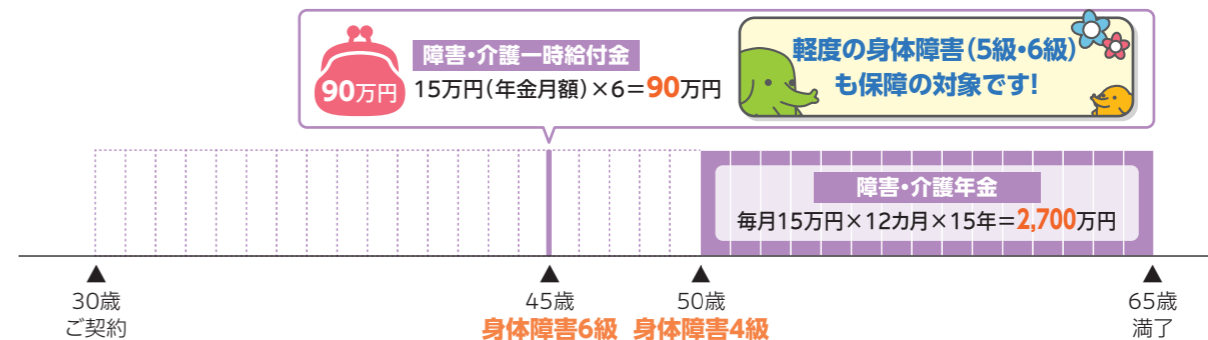 90万円
障害・介護一時給付金
15万円(年金月額)×6=90万円
軽度の身体障害(5級・6級)
も保障の対象です!
障害・介護年金
毎月15万円×12カ月×15年=2,700万円
▲ ▲ ▲ ▲
30歳 45歳 50歳 65歳
ご契約 身体障害6級 身体障害4級 満了